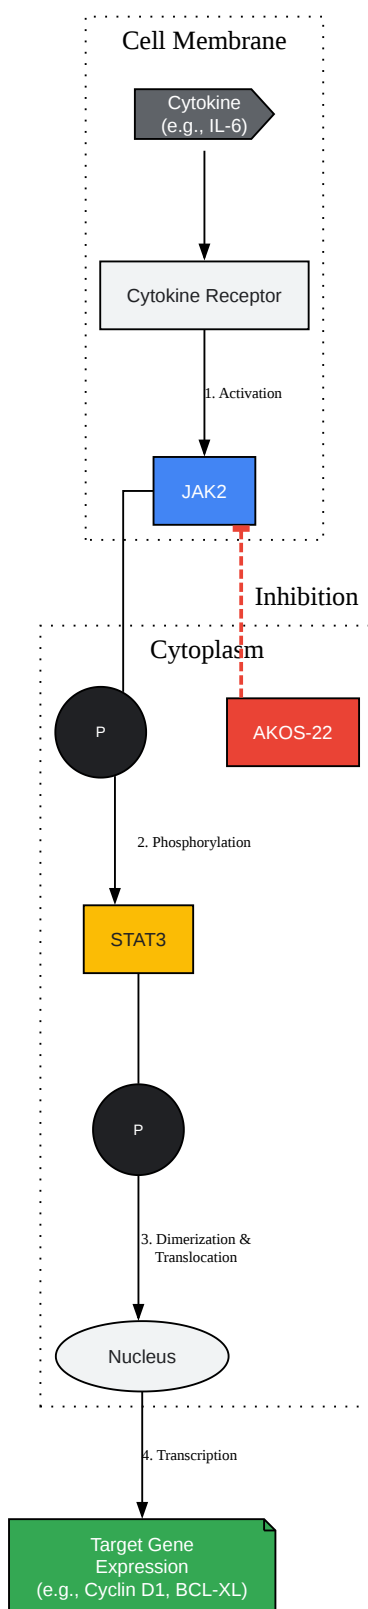 Cell Membrane
Cytokine
(e.g., IL-6)
Cytokine Receptor
1. Activation
JAK2
Inhibition
Cytoplasm
P
AKOS-22
2. Phosphorylation
STAT3
P
3. Dimerization &
Translocation
Nucleus
4. Transcription
Target Gene
Expression
(e.g., Cyclin D1, BCL-XL)